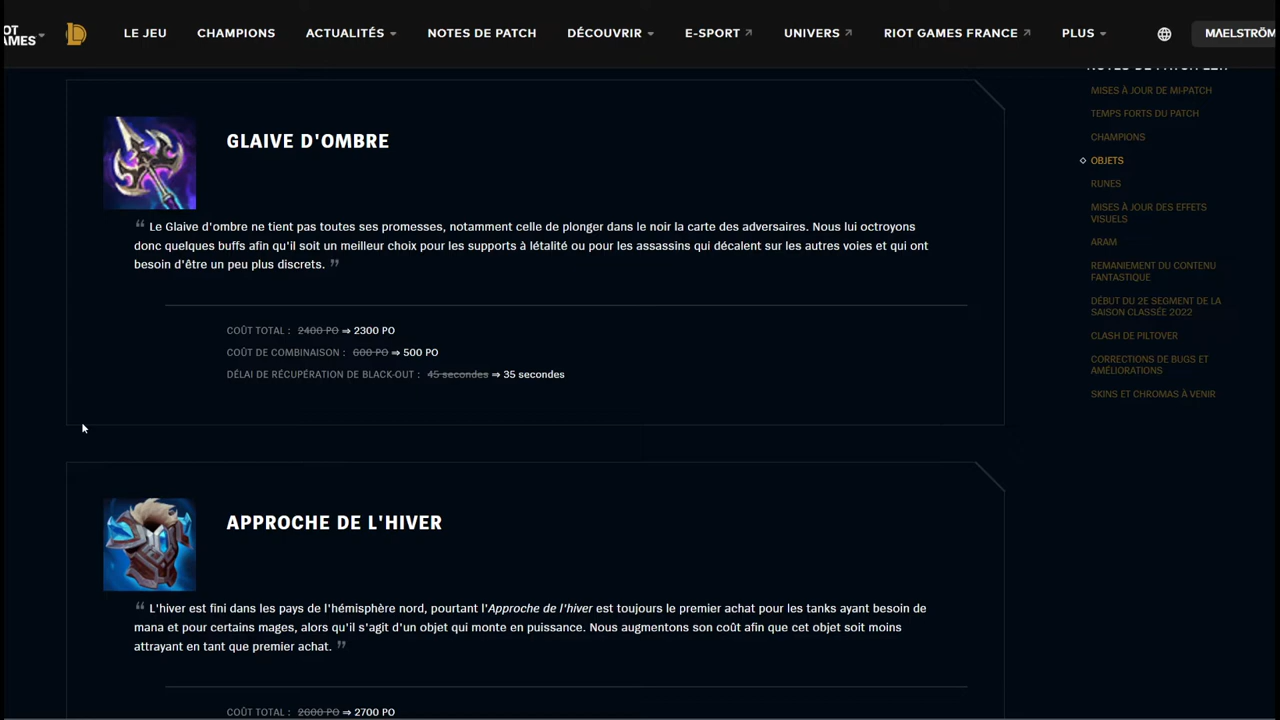 LE JEU
CHAMPIONS
ACTUALITÉS
NOTES DE PATCH
DÉCOUVRIR
E-SPORT
UNIVERS
RIOT GAMES FRANCE
PLUS
MAELSTRÖM
GLAIVE D'OMBRE
“ Le Glaive d'ombre ne tient pas toutes ses promesses, notamment celle de plonger dans le noir la carte des adversaires. Nous lui octroyons
donc quelques buffs afin qu'il soit un meilleur choix pour les supports à létalité ou pour les assassins qui décalent sur les autres voies et qui ont
besoin d'être un peu plus discrets. ”
COÛT TOTAL : 2400 PO ⇒ 2300 PO
COÛT DE COMBINAISON : 600 PO ⇒ 500 PO
DÉLAI DE RÉCUPÉRATION DE BLACK-OUT : 45 secondes ⇒ 35 secondes
APPROCHE DE L'HIVER
“ L'hiver est fini dans les pays de l'hémisphère nord, pourtant l'Approche de l'hiver est toujours le premier achat pour les tanks ayant besoin de
mana et pour certains mages, alors qu'il s'agit d'un objet qui monte en puissance. Nous augmentons son coût afin que cet objet soit moins
attrayant en tant que premier achat. ”
COÛT TOTAL : 2600 PO ⇒ 2700 PO
NOTES DE PATCH
MISES À JOUR DE MI-PATCH
TEMPS FORTS DU PATCH
CHAMPIONS
OBJETS
RUNES
MISES À JOUR DES EFFETS
VISUELS
ARAM
REMANIEMENT DU CONTENU
FANTASTIQUE
DÉBUT DU 2E SEGMENT DE LA
SAISON CLASSÉE 2022
CLASH DE PILTOVER
CORRECTIONS DE BUGS ET
AMÉLIORATIONS
SKINS ET CHROMAS À VENIR